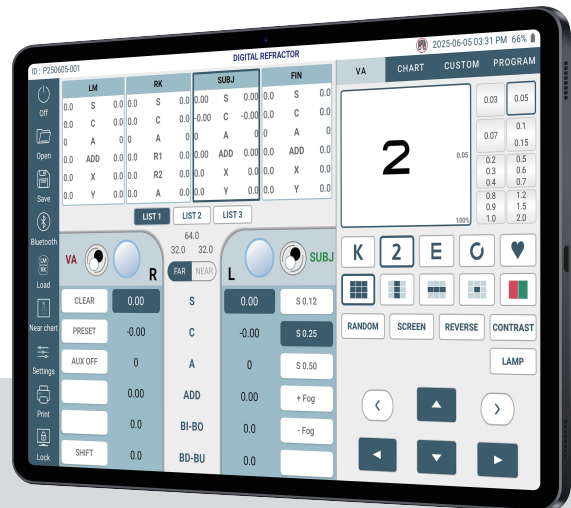 ID : P250605-001
DIGITAL REFRACTOR
2025-06-05 03:31 PM 66%
Off
Open
Save
Bluetooth
LM
RK
Load
Near chart
Settings
Print
Lock
LM RK SUBJ FIN
0.0 S 0.0 0.0 S 0.0 0.00 S 0.00 0.0 S 0.0
0.0 C 0.0 0.0 C 0.0 -0.00 C -0.00 0.0 C 0.0
0 A 0 0 A 0 0 A 0 0 A 0
0.0 ADD 0.0 0.0 R1 0.0 0.00 ADD 0.00 0.0 ADD 0.0
0.0 X 0.0 0.0 R2 0.0 0.0 X 0.0 0.0 X 0.0
0.0 Y 0.0 0.0 A 0.0 0.0 Y 0.0 0.0 Y 0.0
LIST 1 LIST 2 LIST 3
64.0
32.0 32.0
VA R FAR NEAR L SUBJ
CLEAR 0.00 S 0.00 S 0.12
PRESET -0.00 C -0.00 S 0.25
AUX OFF 0 A 0 S 0.50
0.00 ADD 0.00 + Fog
0.0 BI-BO 0.0 - Fog
SHIFT 0.0 BD-BU 0.0
VA CHART CUSTOM PROGRAM
2
0.05
100%
0.03 0.05
0.07 0.1
0.15
0.2 0.5
0.3 0.6
0.4 0.7
0.8 1.2
0.9 1.5
1.0 2.0
K 2 E
RANDOM SCREEN REVERSE CONTRAST
LAMP